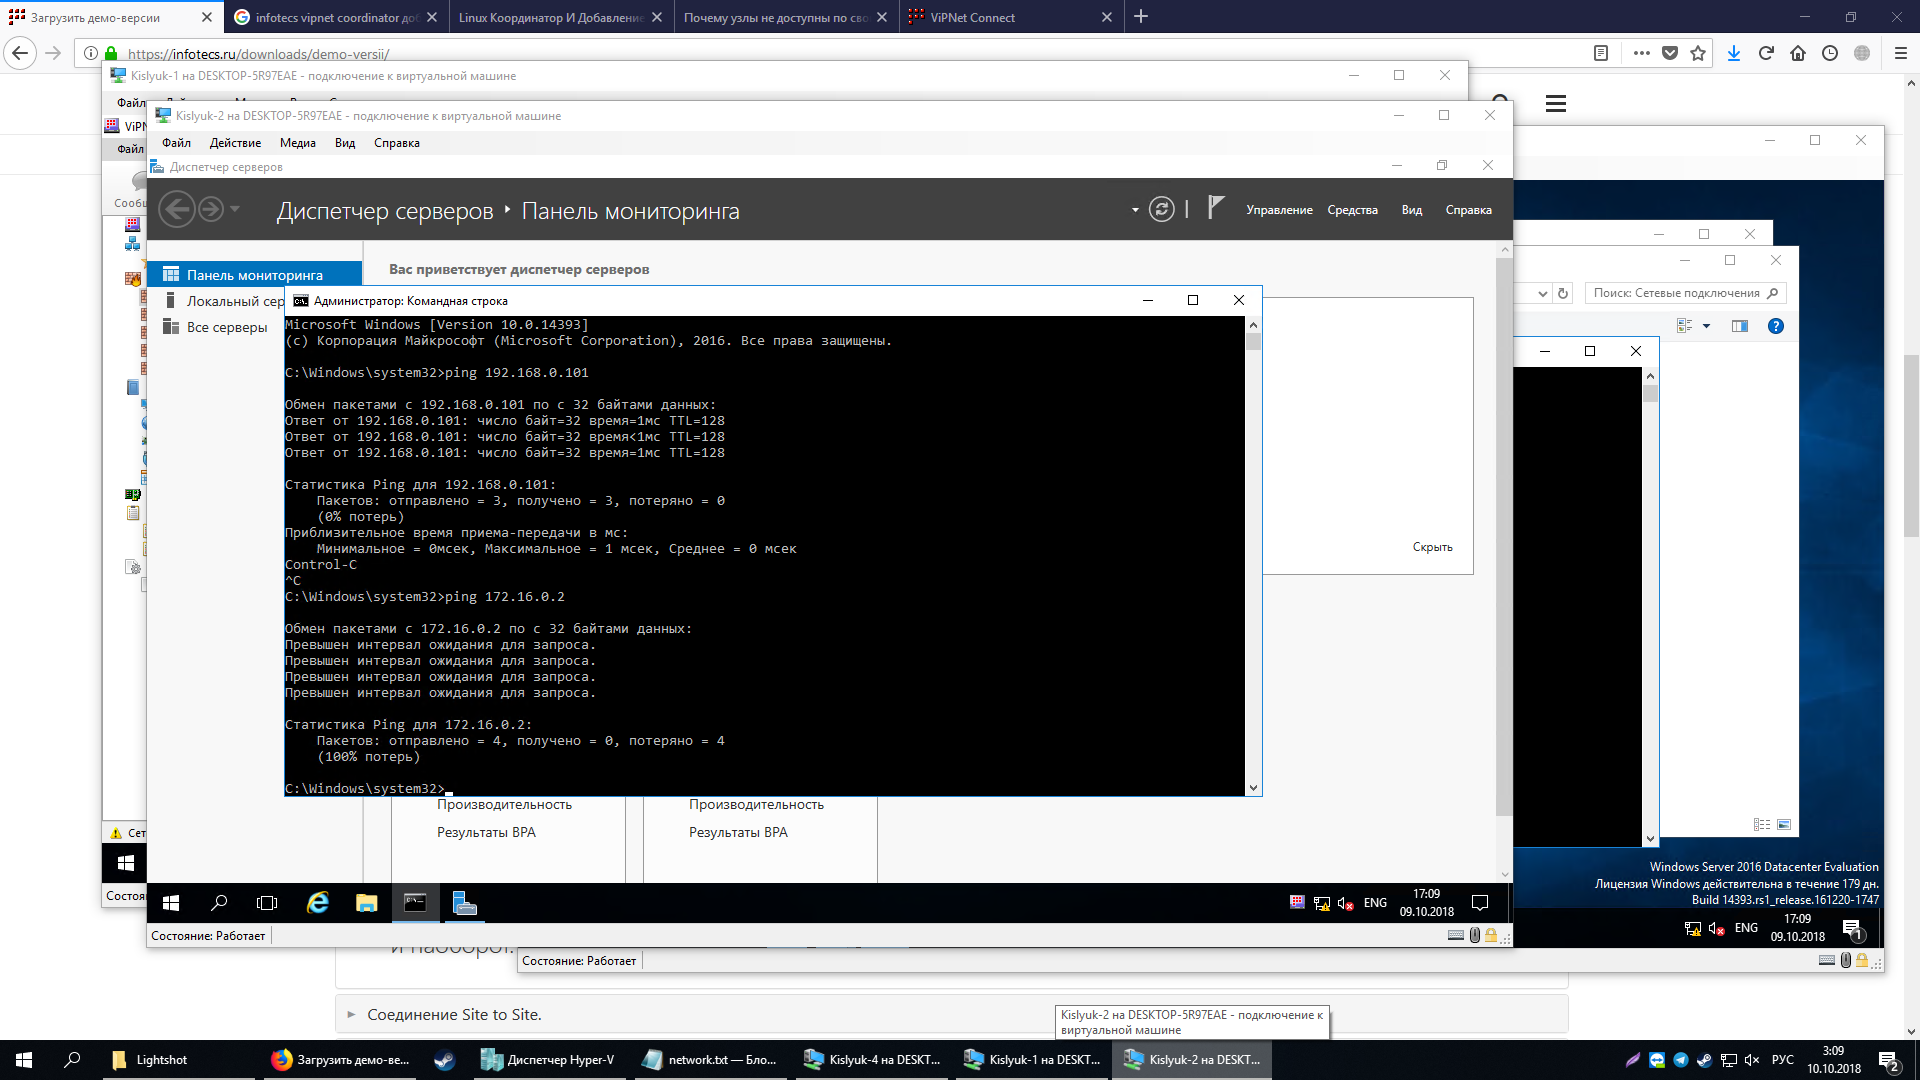 Загрузить демо-версии
infotecs vipnet coordinator доб
Linux Координатор И Добавление
Почему узлы не доступны по сво
ViPNet Connect
https://infotecs.ru/downloads/demo-versii/
Kislyuk-1 на DESKTOP-5R97EAE - подключение к виртуальной машине
Файл
Kislyuk-2 на DESKTOP-5R97EAE - подключение к виртуальной машине
ViPN
Файл
Файл Действие Медиа Вид Справка
Диспетчер серверов
Сообщ
Диспетчер серверов ‣ Панель мониторинга
Управление Средства Вид Справка
Панель мониторинга
Локальный сер
Все серверы
Вас приветствует диспетчер серверов
Поиск: Сетевые подключения
Администратор: Командная строка
Microsoft Windows [Version 10.0.14393]
(c) Корпорация Майкрософт (Microsoft Corporation), 2016. Все права защищены.
C:\Windows\system32>ping 192.168.0.101
Обмен пакетами с 192.168.0.101 по с 32 байтами данных:
Ответ от 192.168.0.101: число байт=32 время=1мс TTL=128
Ответ от 192.168.0.101: число байт=32 время<1мс TTL=128
Ответ от 192.168.0.101: число байт=32 время=1мс TTL=128
Статистика Ping для 192.168.0.101:
Пакетов: отправлено = 3, получено = 3, потеряно = 0
(0% потерь)
Приблизительное время приема-передачи в мс:
Минимальное = 0мсек, Максимальное = 1 мсек, Среднее = 0 мсек
Control-C
^C
C:\Windows\system32>ping 172.16.0.2
Обмен пакетами с 172.16.0.2 по с 32 байтами данных:
Превышен интервал ожидания для запроса.
Превышен интервал ожидания для запроса.
Превышен интервал ожидания для запроса.
Превышен интервал ожидания для запроса.
Статистика Ping для 172.16.0.2:
Пакетов: отправлено = 4, получено = 0, потеряно = 4
(100% потерь)
C:\Windows\system32>
Скрыть
Производительность
Результаты BPA
Производительность
Результаты BPA
Сет
Состоя
Windows Server 2016 Datacenter Evaluation
Лицензия Windows действительна в течение 179 дн.
Build 14393.rs1_release.161220-1747
ENG
17:09
09.10.2018
ENG
17:09
09.10.2018
1
Состояние: Работает
и наоборот.
Состояние: Работает
Соединение Site to Site.
Kislyuk-2 на DESKTOP-5R97EAE - подключение к
виртуальной машине
Lightshot
Загрузить демо-ве...
Диспетчер Hyper-V
network.txt — Бло...
Kislyuk-4 на DESKT...
Kislyuk-1 на DESKT...
Kislyuk-2 на DESKT...
РУС
3:09
10.10.2018
2